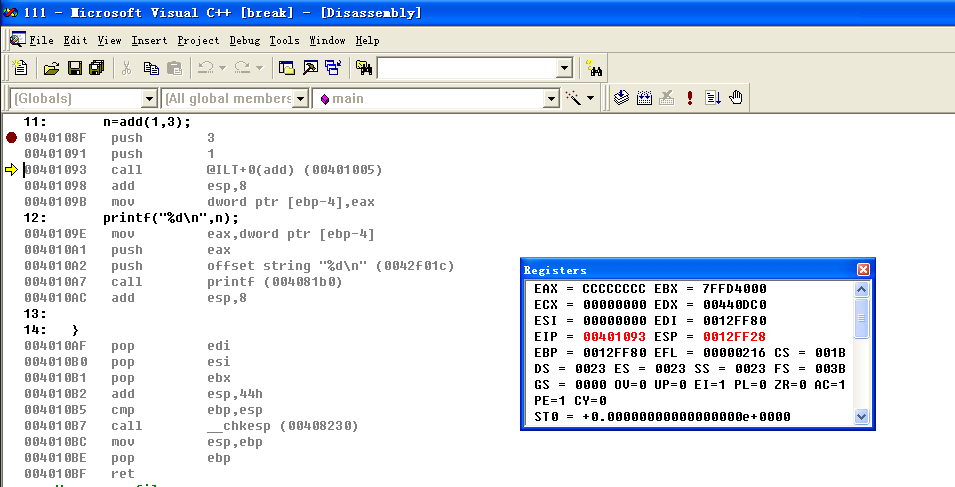 111 - Microsoft Visual C++ [break] - [Disassembly]
File Edit View Insert Project Debug Tools Window Help
(Globals) (All global members main
11: n=add(1,3);
0040108F push 3
00401091 push 1
00401093 call @ILT+0(add) (00401005)
00401098 add esp,8
0040109B mov dword ptr [ebp-4],eax
12: printf("%d\n",n);
0040109E mov eax,dword ptr [ebp-4]
004010A1 push eax
004010A2 push offset string "%d\n" (0042f01c)
004010A7 call printf (004081b0)
004010AC add esp,8
13:
14: }
004010AF pop edi
004010B0 pop esi
004010B1 pop ebx
004010B2 add esp,44h
004010B5 cmp ebp,esp
004010B7 call __chkesp (00408230)
004010BC mov esp,ebp
004010BE pop ebp
004010BF ret
Registers
EAX = CCCCCCCC EBX = 7FFD4000
ECX = 00000000 EDX = 00440DC0
ESI = 00000000 EDI = 0012FF80
EIP = 00401093 ESP = 0012FF28
EBP = 0012FF80 EFL = 00000216 CS = 001B
DS = 0023 ES = 0023 SS = 0023 FS = 003B
GS = 0000 OV=0 UP=0 EI=1 PL=0 ZR=0 AC=1
PE=1 CY=0
ST0 = +0.00000000000000000e+0000